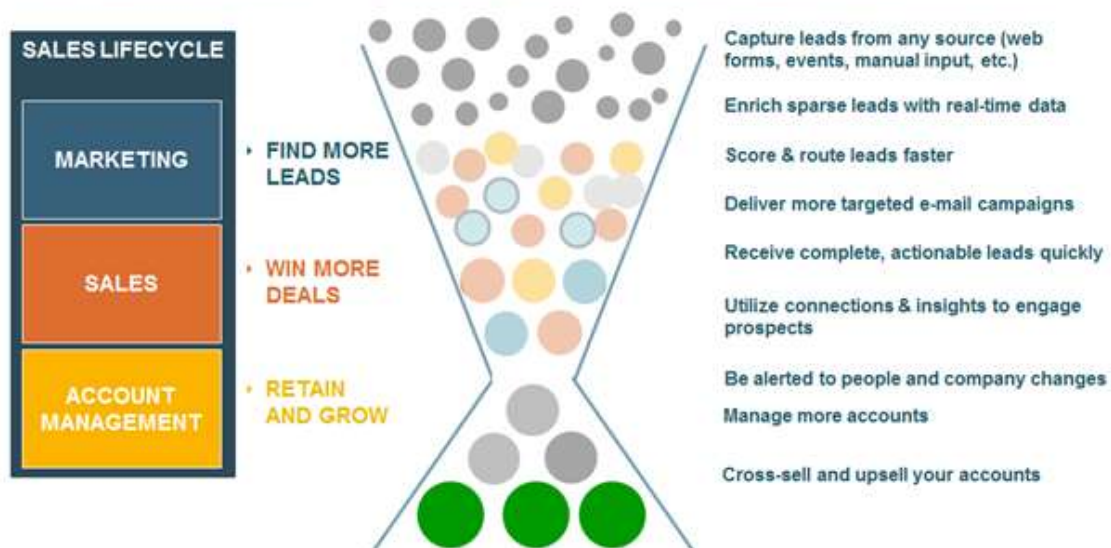 SALES LIFECYCLE
MARKETING
SALES
ACCOUNT
MANAGEMENT
FIND MORE
LEADS
WIN MORE
DEALS
RETAIN
AND GROW
Capture leads from any source (web
forms, events, manual input, etc.)
Enrich sparse leads with real-time data
Score & route leads faster
Deliver more targeted e-mail campaigns
Receive complete, actionable leads quickly
Utilize connections & insights to engage
prospects
Be alerted to people and company changes
Manage more accounts
Cross-sell and upsell your accounts